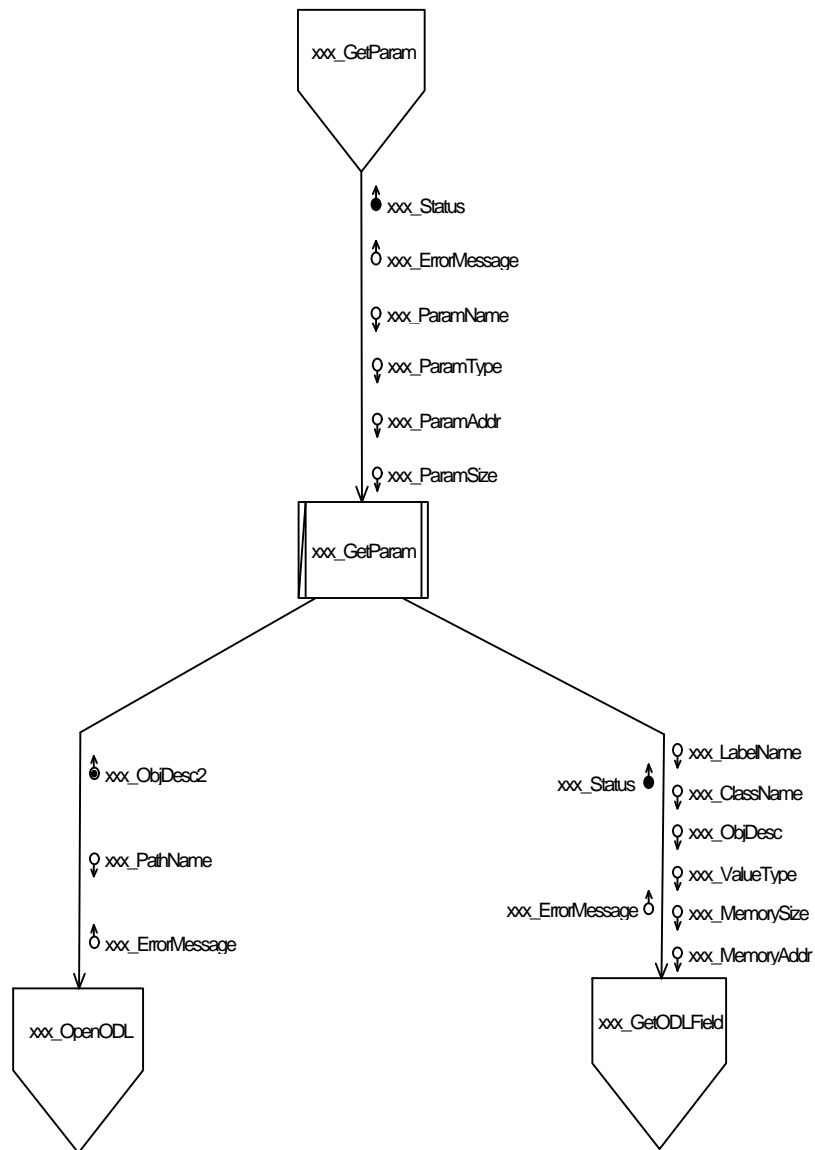 xxx_GetParam
xxx_Status
xxx_ErrorMessage
xxx_ParamName
xxx_ParamType
xxx_ParamAddr
xxx_ParamSize
xxx_GetParam
xxx_ObjDesc2
xxx_PathName
xxx_ErrorMessage
xxx_OpenODL
xxx_Status
xxx_ErrorMessage
xxx_LabelName
xxx_ClassName
xxx_ObjDesc
xxx_ValueType
xxx_MemorySize
xxx_MemoryAddr
xxx_GetODLField